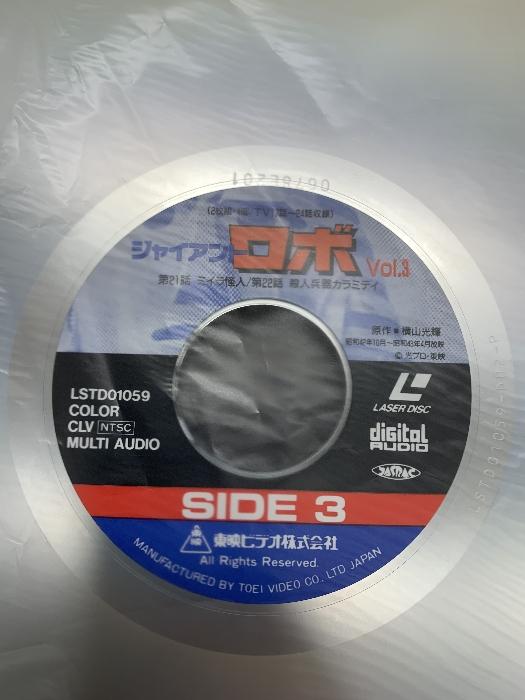 (2枚組・4面 TV17話〜24話収録)
ジャイアントロボ Vol.3
第21話 ミイラ怪人/第22話 殺人兵器カラミティ
原作■横山光輝
昭和42年10月〜昭和43年4月放映
© 光プロ・東映
LSTD01059
COLOR
CLV NTSC
MULTI AUDIO
LASER DISC
digital
AUDIO
JASRAC
SIDE 3
東映ビデオ株式会社
All Rights Reserved.
MANUFACTURED BY TOEI VIDEO CO., LTD JAPAN